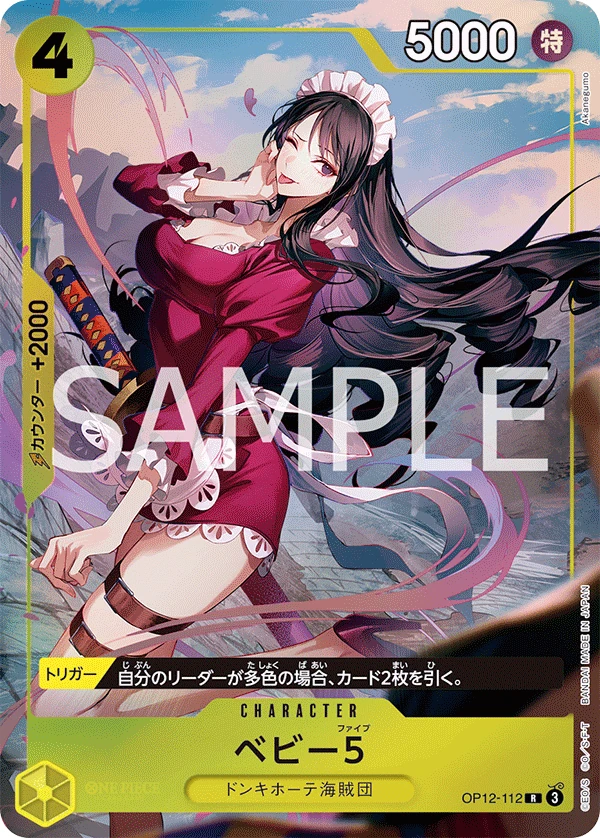 4
5000
特
Akanegumo
カウンター +2000
SAMPLE
トリガー
自分のリーダーが多色の場合、カード2枚を引く。
CHARACTER
ファイブ
ベビー5
ドンキホーテ海賊団
ONE PIECE
OP12-112 R 3
©E.O/S ©O/S・F・T BANDAI MADE IN JAPAN